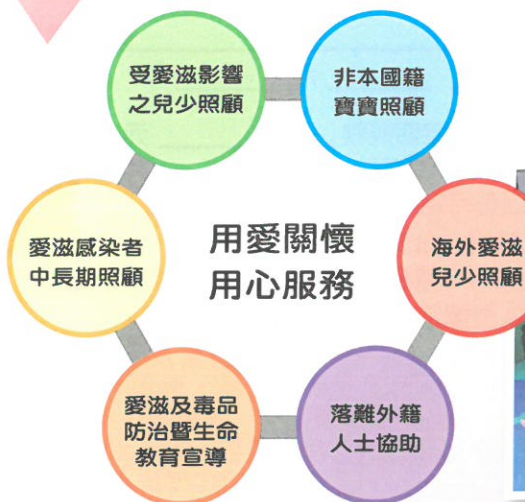 受愛滋影響
之兒少照顧
非本國籍
寶寶照顧
愛滋感染者
中長期照顧
用愛關懷
用心服務
海外愛滋
兒少照顧
愛滋及毒品
防治暨生命
教育宣導
落難外籍
人士協助